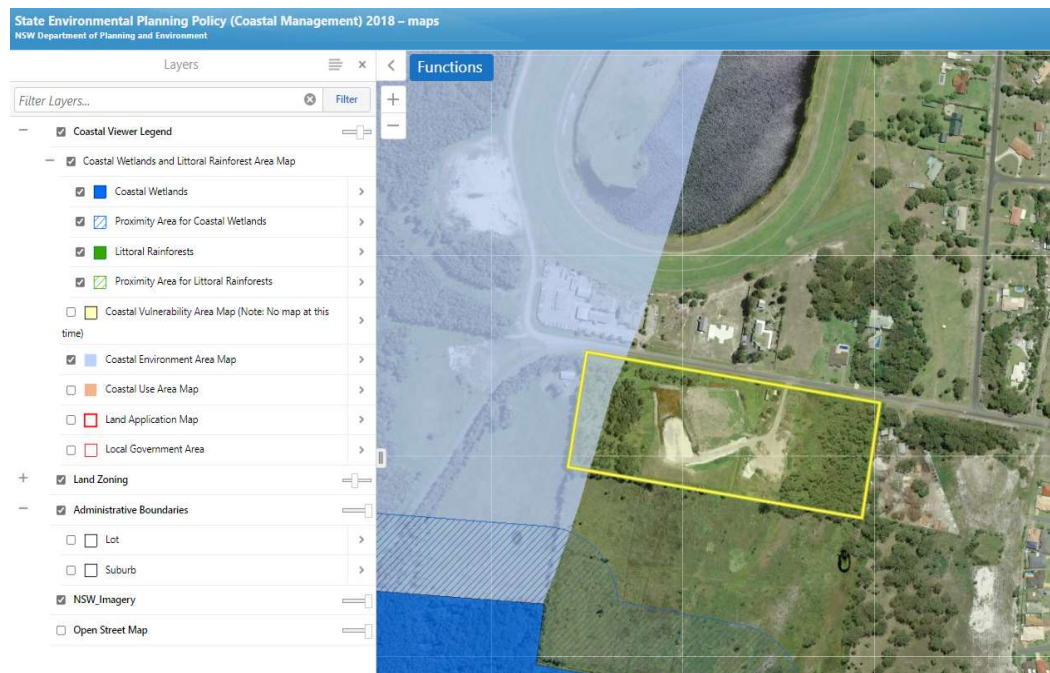 State Environmental Planning Policy (Coastal Management) 2018 – maps
NSW Department of Planning and Environment
Layers
Functions
Filter Layers...
Filter
Coastal Viewer Legend
Coastal Wetlands and Littoral Rainforest Area Map
Coastal Wetlands
Proximity Area for Coastal Wetlands
Littoral Rainforests
Proximity Area for Littoral Rainforests
Coastal Vulnerability Area Map (Note: No map at this
time)
Coastal Environment Area Map
Coastal Use Area Map
Land Application Map
Local Government Area
Land Zoning
Administrative Boundaries
Lot
Suburb
NSW_Imagery
Open Street Map